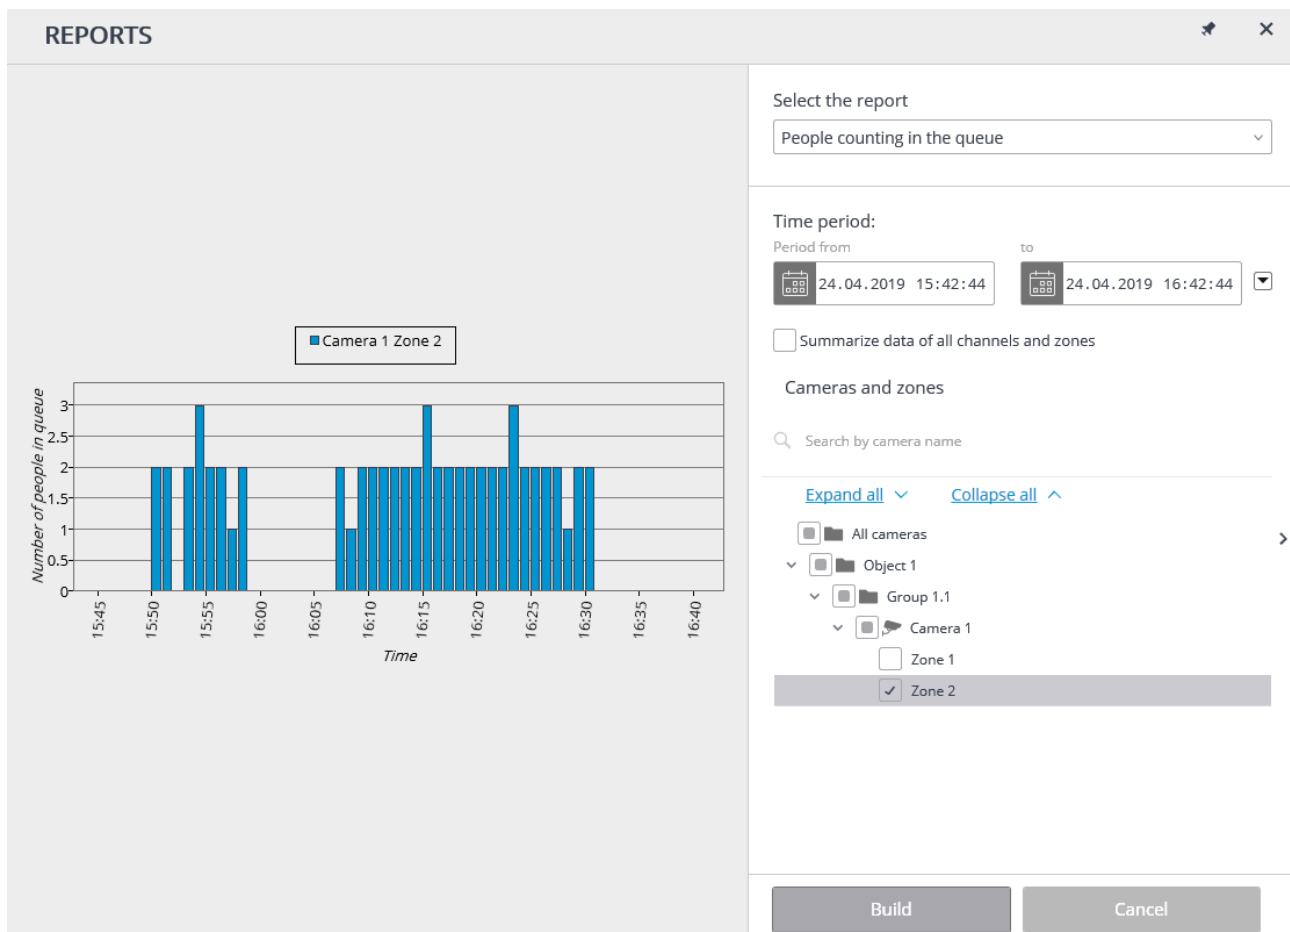 REPORTS
Select the report
People counting in the queue
Time period:
Period from
to
24.04.2019 15:42:44
24.04.2019 16:42:44
Summarize data of all channels and zones
Cameras and zones
Search by camera name
Expand all
Collapse all
All cameras
Object 1
Group 1.1
Camera 1
Zone 1
Zone 2
Build
Cancel
Camera 1 Zone 2
Number of people in queue
3
2.5
2
1.5
1
0.5
0
15:45
15:50
15:55
16:00
16:05
16:10
16:15
16:20
16:25
16:30
16:35
16:40
Time